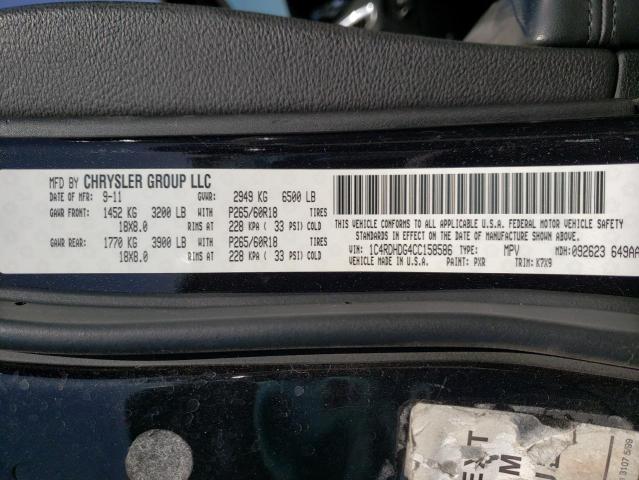 MFD BY CHRYSLER GROUP LLC
DATE OF MFR: 9-11 GVWR: 2949 KG 6500 LB
GAWR FRONT: 1452 KG 3200 LB WITH P265/60R18 TIRES
18X8.0 RIMS AT 228 KPA ( 33 PSI) COLD
GAWR REAR: 1770 KG 3900 LB WITH P265/60R18 TIRES
18X8.0 RIMS AT 228 KPA ( 33 PSI) COLD
THIS VEHICLE CONFORMS TO ALL APPLICABLE U.S.A. FEDERAL MOTOR VEHICLE
SAFETY STANDARDS IN EFFECT ON THE DATE OF MANUFACTURE SHOWN ABOVE.
VIN: 1C4RDHDG4CC158586 TYPE: MPV MDH: 092623 649AA
VEHICLE MADE IN U.S.A. PAINT: PXR TRIM: K7X9
EXT
M
3107 5/99